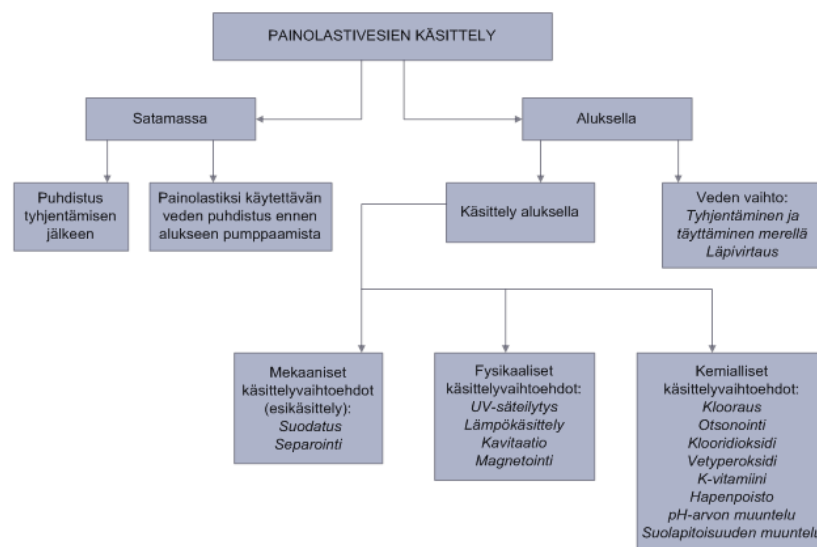 PAINOLASTIVESIEN KÄSITTELY
Satamassa
Aluksella
Puhdistus
tyhjentämisen
jälkeen
Painolastiksi käytettävän
veden puhdistus ennen
alukseen pumppaamista
Käsittely aluksella
Veden vaihto:
Tyhjentäminen ja
täyttäminen merellä
Läpivirtaus
Mekaaniset
käsittelyvaihtoehdot
(esikäsittely):
Suodatus
Separointi
Fysikaaliset
käsittelyvaihtoehdot:
UV-säteilytys
Lämpökäsittely
Kavitaatio
Magnetointi
Kemialliset
käsittelyvaihtoehdot:
Klooraus
Otsonointi
Klooridioksidi
Vetyperoksidi
K-vitamiini
Hapenpoisto
pH-arvon muuntelu
Suolapitoisuuden muuntelu